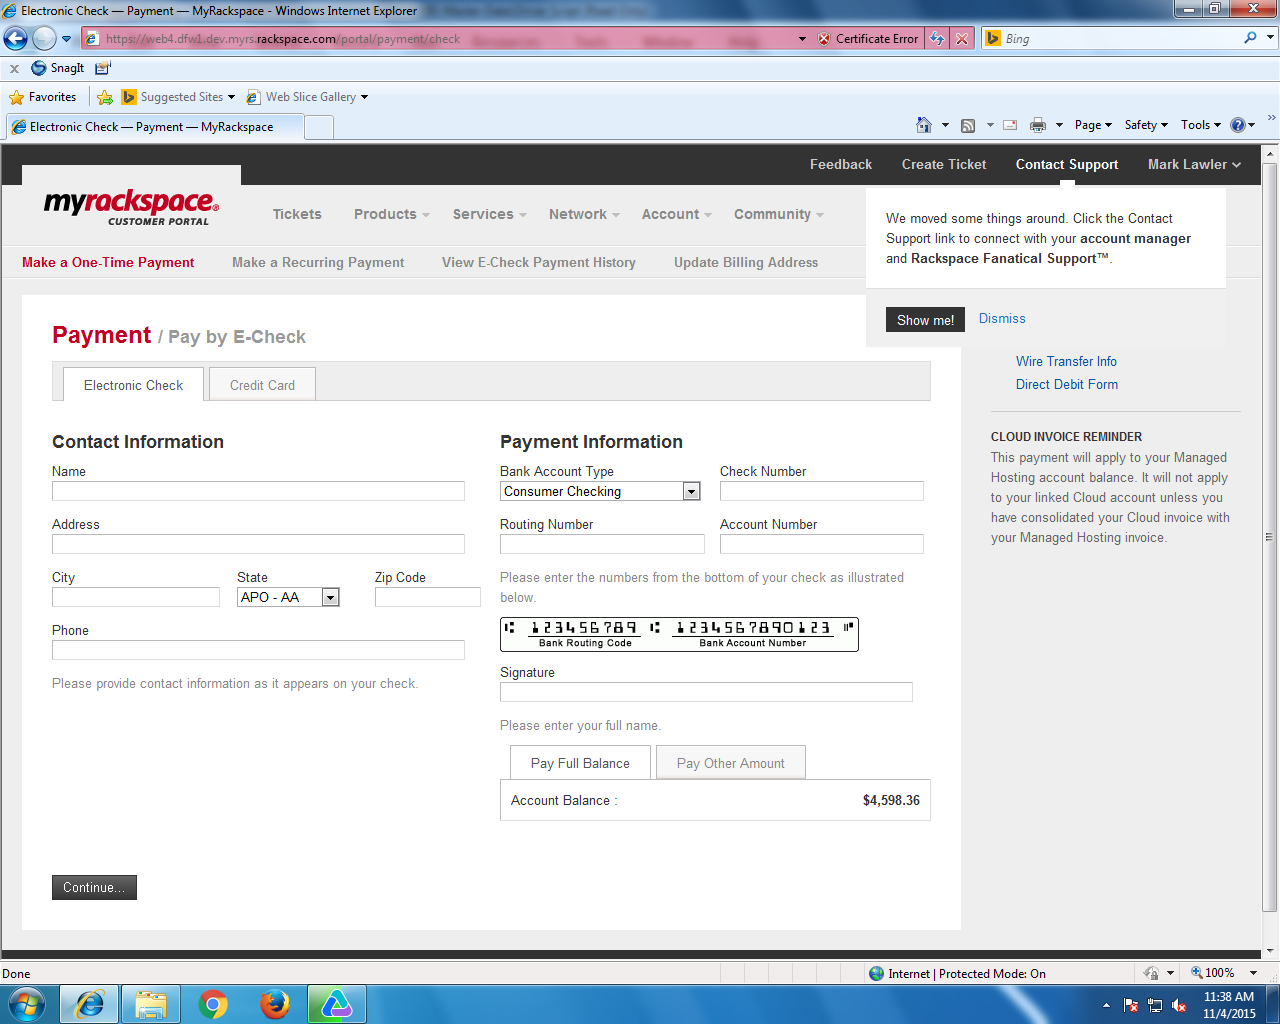 Electronic Check — Payment — MyRackspace - Windows Internet Explorer
https://web4.dfw1.dev.myrs.rackspace.com/portal/payment/check
Certificate Error
Bing
x SnagIt
Favorites Suggested Sites Web Slice Gallery
Electronic Check — Payment — MyRackspace
Page Safety Tools
Feedback Create Ticket Contact Support Mark Lawler
myrackspace®
CUSTOMER PORTAL
Tickets Products Services Network Account Community
We moved some things around. Click the Contact
Support link to connect with your account manager
and Rackspace Fanatical Support™.
Show me! Dismiss
Make a One-Time Payment Make a Recurring Payment View E-Check Payment History Update Billing Address
Payment / Pay by E-Check
Electronic Check Credit Card
Wire Transfer Info
Direct Debit Form
CLOUD INVOICE REMINDER
This payment will apply to your Managed
Hosting account balance. It will not apply
to your linked Cloud account unless you
have consolidated your Cloud invoice with
your Managed Hosting invoice.
Contact Information
Name
Address
City State Zip Code
APO - AA
Phone
Please provide contact information as it appears on your check.
Payment Information
Bank Account Type Check Number
Consumer Checking
Routing Number Account Number
Please enter the numbers from the bottom of your check as illustrated
below.
123456789 1234567890123
Bank Routing Code Bank Account Number
Signature
Please enter your full name.
Pay Full Balance Pay Other Amount
Account Balance : $4,598.36
Continue...
Done
Internet | Protected Mode: On
100%
11:38 AM
11/4/2015